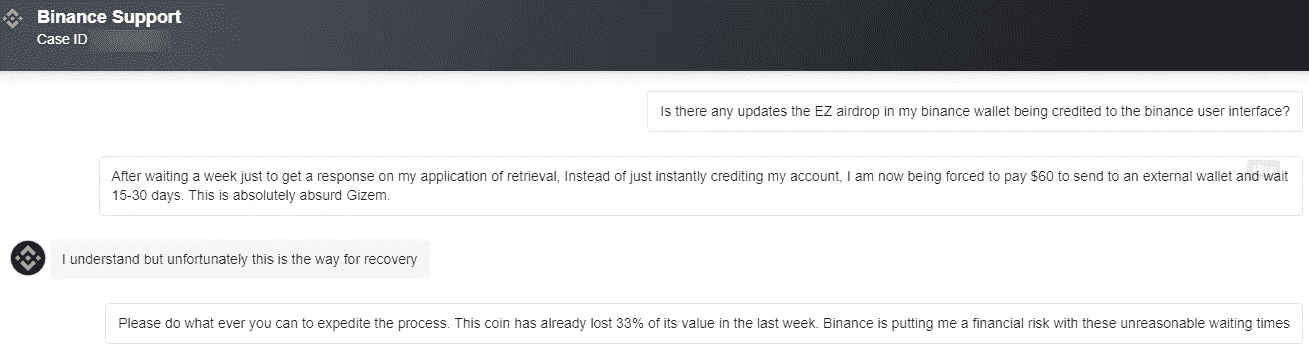 Binance Support
Case ID
Is there any updates the EZ airdrop in my binance wallet being credited to the binance user interface?
After waiting a week just to get a response on my application of retrieval, Instead of just instantly crediting my account, I am now being forced to pay $60 to send to an external wallet and wait
15-30 days. This is absolutely absurd Gizem.
I understand but unfortunately this is the way for recovery
Please do what ever you can to expedite the process. This coin has already lost 33% of its value in the last week. Binance is putting me a financial risk with these unreasonable waiting times